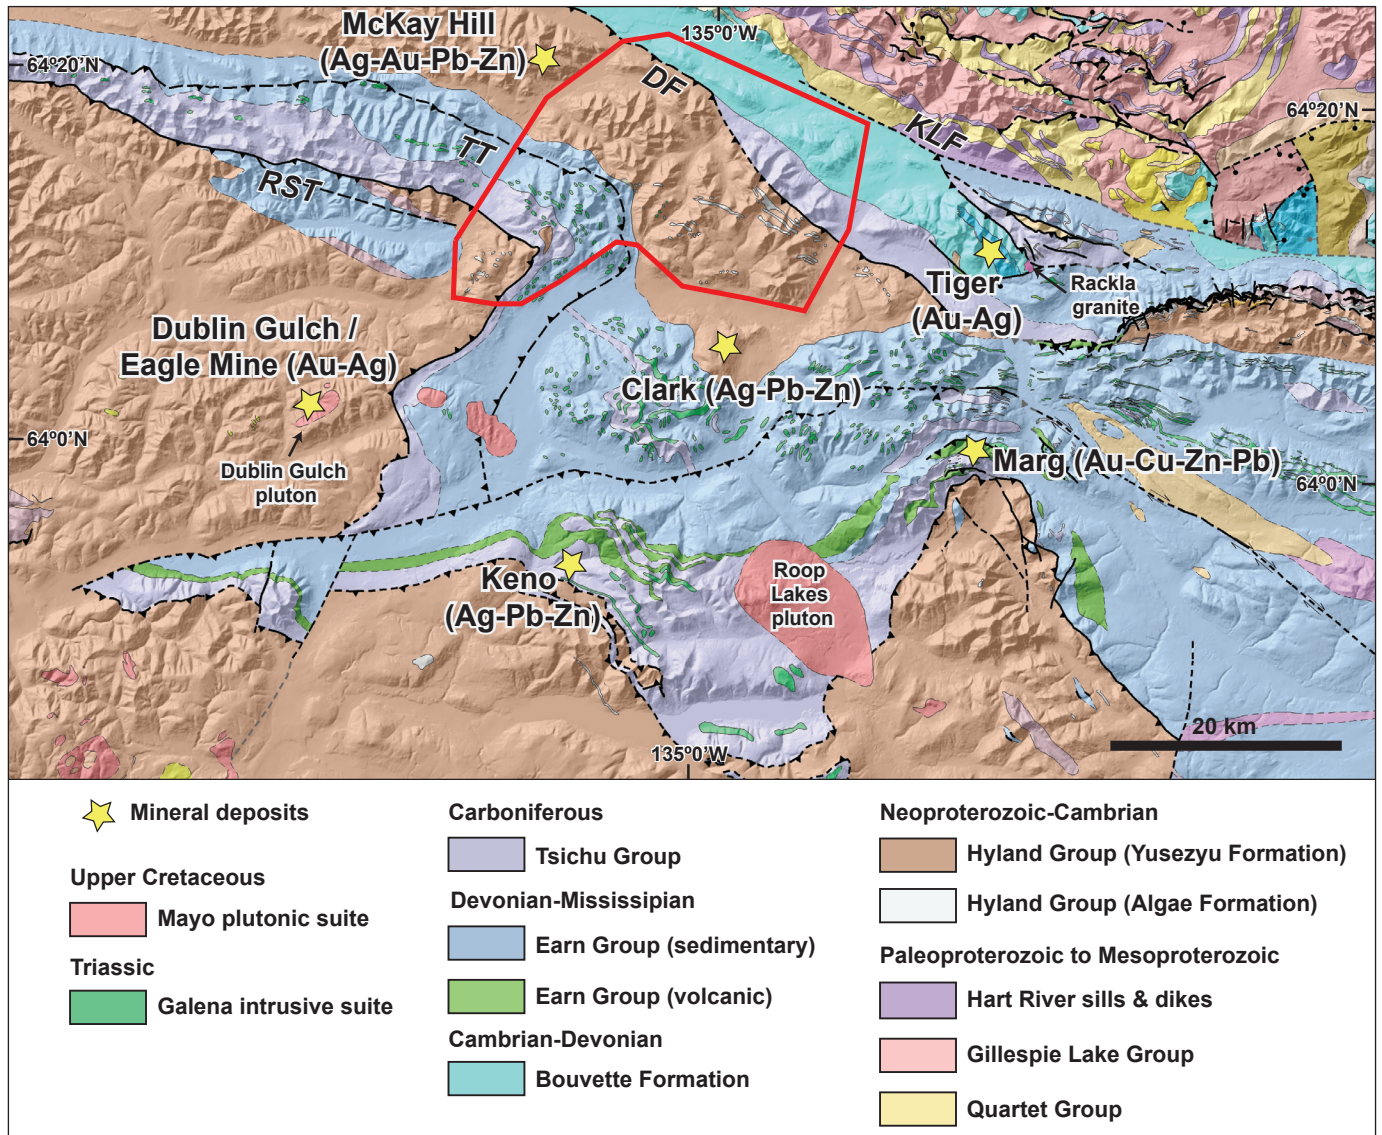 McKay Hill
(Ag-Au-Pb-Zn)
135°0'W
64°20'N
DF
64°20'N
KLF
TT
RST
Tiger
(Au-Ag)
Rackla
granite
Dublin Gulch /
Eagle Mine (Au-Ag)
Clark (Ag-Pb-Zn)
64°0'N
Dublin Gulch
pluton
Marg (Au-Cu-Zn-Pb)
64°0'N
Keno
(Ag-Pb-Zn)
Roop
Lakes
pluton
20 km
135°0'W
Mineral deposits
Upper Cretaceous
Mayo plutonic suite
Triassic
Galena intrusive suite
Carboniferous
Tsichu Group
Devonian-Missisipian
Earn Group (sedimentary)
Earn Group (volcanic)
Cambrian-Devonian
Bouvette Formation
Neoproterozoic-Cambrian
Hyland Group (Yusezyu Formation)
Hyland Group (Algae Formation)
Paleoproterozoic to Mesoproterozoic
Hart River sills & dikes
Gillespie Lake Group
Quartet Group